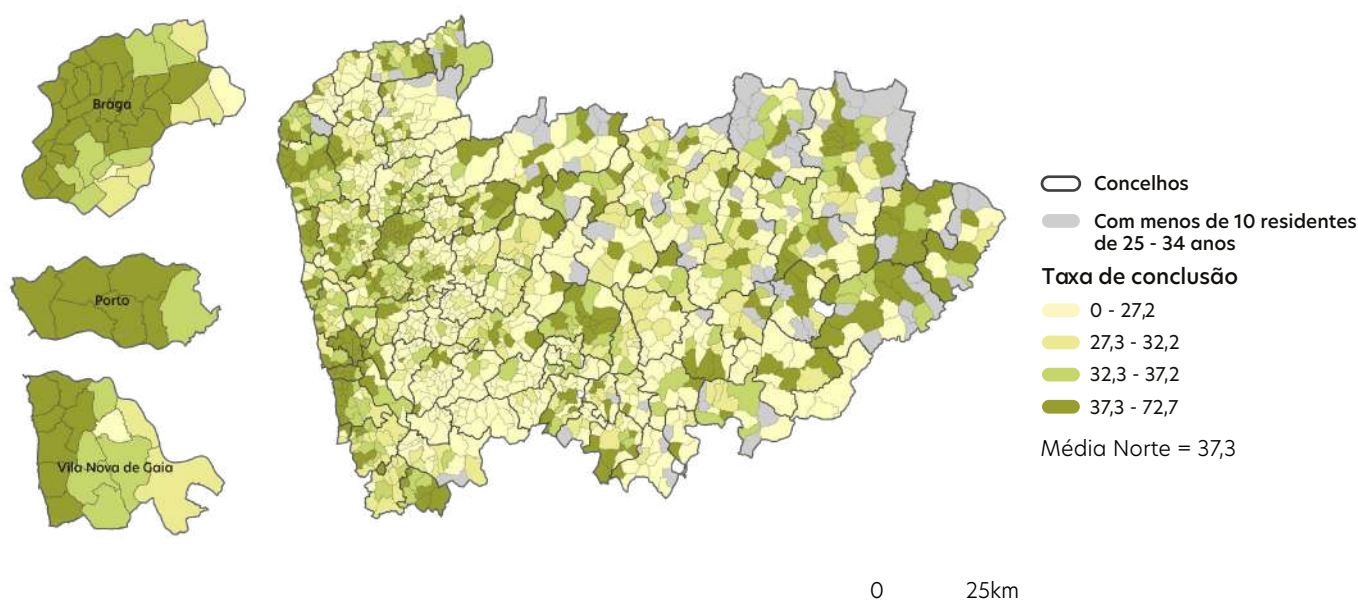 Braga
Porto
Vila Nova de Gaia
Concelhos
Com menos de 10 residentes
de 25 - 34 anos
Taxa de conclusão
0 - 27,2
27,3 - 32,2
32,3 - 37,2
37,3 - 72,7
Média Norte = 37,3
0 25km